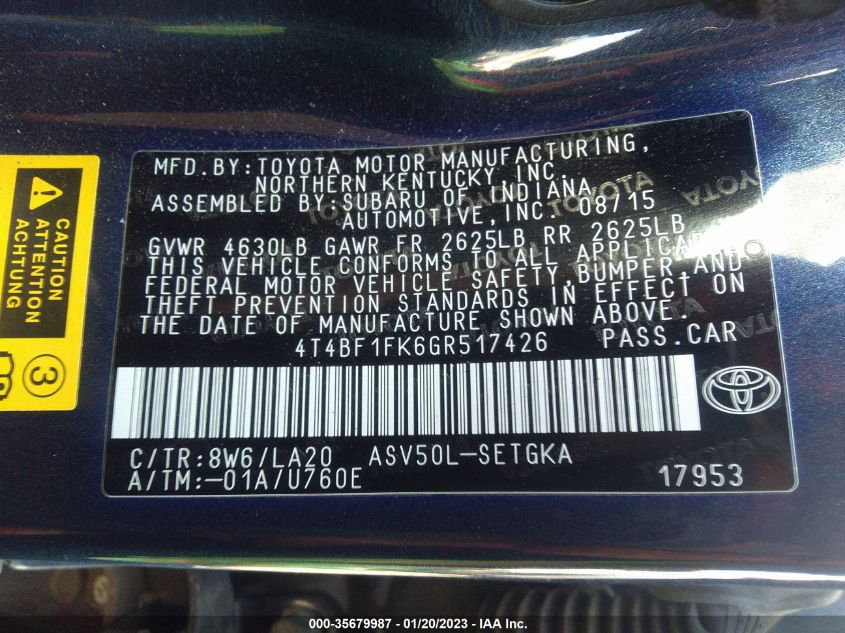 MFD.BY:TOYOTA MOTOR MANUFACTURING,
NORTHERN KENTUCKY,INC.
ASSEMBLED BY:SUBARU OF INDIANA
AUTOMOTIVE,INC. 08/15
GVWR 4630LB GAWR FR 2625LB RR 2625LB
THIS VEHICLE CONFORMS TO ALL
FEDERAL MOTOR VEHICLE SAFETY,BUMPER,AND
THEFT PREVENTION STANDARDS IN EFFECT ON
THE DATE OF MANUFACTURE SHOWN ABOVE.
4T4BF1FK6GR517426 PASS.CAR
C/TR:8W6/LA20 ASV50L-SETGKA
A/TM:-01A/U760E 17953
CAUTION
ATTENTION
ACHTUNG
3
TOYOTA
000-35679987 - 01/20/2023 - IAA Inc.